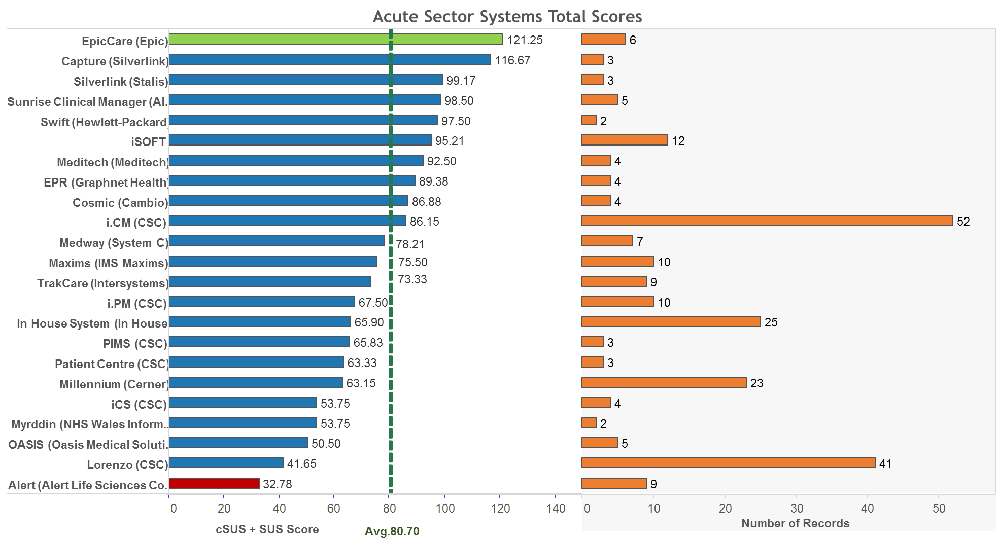 Acute Sector Systems Total Scores
EpicCare (Epic) 121.25 6
Capture (Silverlink) 116.67 3
Silverlink (Stalis) 99.17 3
Sunrise Clinical Manager (Al. 98.50 5
Swift (Hewlett-Packard 97.50 2
iSOFT 95.21 12
Meditech (Meditech) 92.50 4
EPR (Graphnet Health) 89.38 4
Cosmic (Cambio) 86.88 4
i.CM (CSC) 86.15 52
Medway (System C) 78.21 7
Maxims (IMS Maxims) 75.50 10
TrakCare (Intersystems) 73.33 9
i.PM (CSC) 67.50 10
In House System (In House 65.90 25
PIMS (CSC) 65.83 3
Patient Centre (CSC) 63.33 3
Millennium (Cerner) 63.15 23
iCS (CSC) 53.75 4
Myrddin (NHS Wales Inform.. 53.75 2
OASIS (Oasis Medical Soluti. 50.50 5
Lorenzo (CSC) 41.65 41
Alert (Alert Life Sciences Co. 32.78 9
0 20 40 60 80 100 120 140 0 10 20 30 40 50
cSUS + SUS Score Avg.80.70 Number of Records